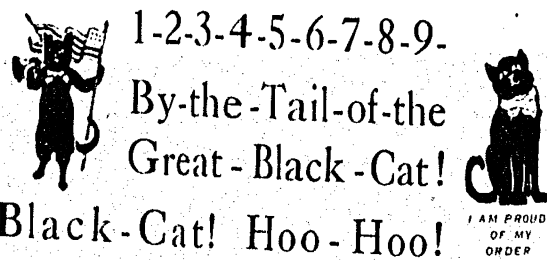 1-2-3-4-5-6-7-8-9-
By-the-Tail-of-the
Great-Black-Cat!
Black-Cat! Hoo-Hoo!
I AM PROUD
OF MY
ORDER